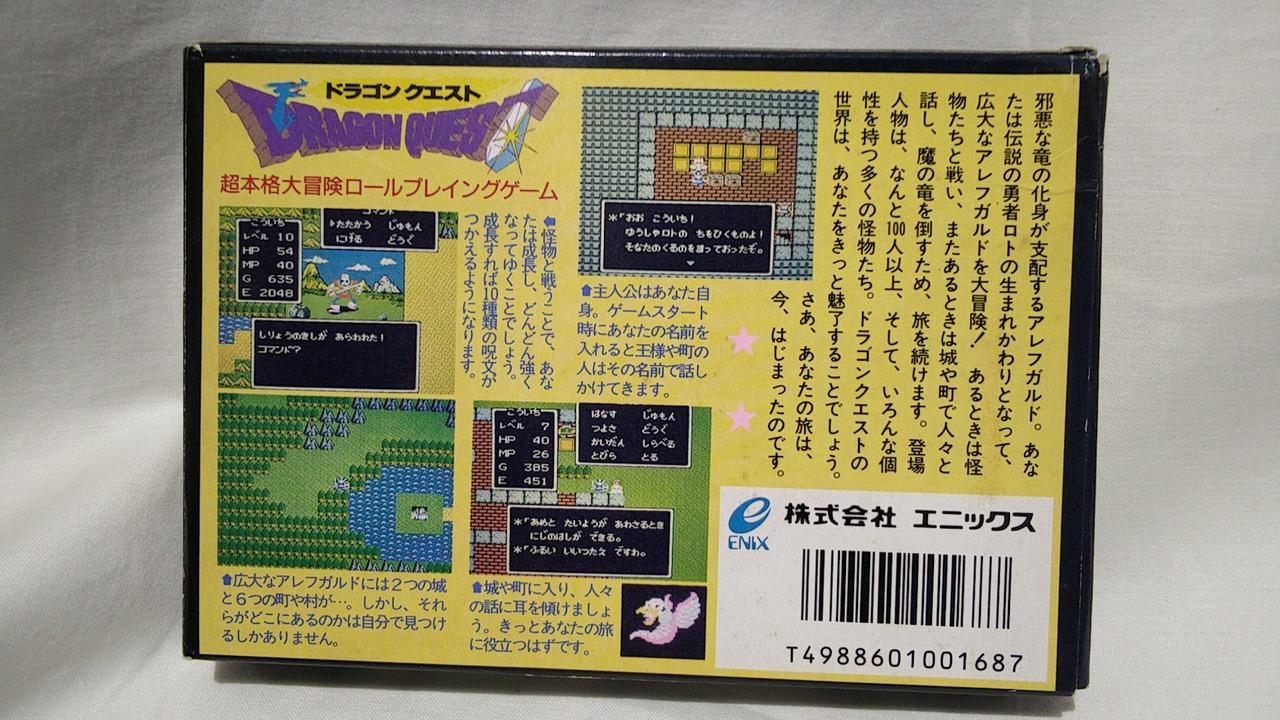 ドラゴンクエスト
DRAGON QUEST
超本格大冒険ロールプレイングゲーム
こういち
レベル 10
HP 54
MP 40
G 635
E 2048
コマンド
たたかう じゅもん
にげる どうぐ
しりょうのきしが あらわれた!
コマンド?
⬆怪物と戦うことで、あな
たは成長し、どんどん強く
なってゆくことでしょう。
成長すれば10種類の呪文が
つかえるようになります。
*「おお こういち!
ゆうしゃロトの ちをひくものよ!
そなたのくるのを待っておったぞ。
⬆主人公はあなた自
身。ゲームスタート
時にあなたの名前を
入れると王様や町の
人はその名前で話し
かけてきます。
邪悪な竜の化身が支配するアレフガルド。あな
たは伝説の勇者ロトの生まれかわりとなって、
広大なアレフガルドを大冒険! あるときは怪
物たちと戦い、またあるときは城や町で人々と
話し、魔の竜を倒すため、旅を続けます。登場
人物は、なんと100人以上、そして、いろんな個
性を持つ多くの怪物たち。ドラゴンクエストの
世界は、あなたをきっと魅了することでしょう。
さあ、あなたの旅は、
今、はじまったのです。
⬆広大なアレフガルドには2つの城
と6つの町や村が…。しかし、それ
らがどこにあるのかは自分で見つけ
るしかありません。
こういち
レベル 7
HP 40
MP 26
G 385
E 451
はなす じゅもん
つよさ どうぐ
かいだん しらべる
とびら とる
*「あめと たいようが あわさるとき
にじのはしが できる。
*「ふるい いいつたえ ですわ。
⬆城や町に入り、人々
の話に耳を傾けましょ
う。きっとあなたの旅
に役立つはずです。
ENIX
株式会社 エニックス
T4988601001687